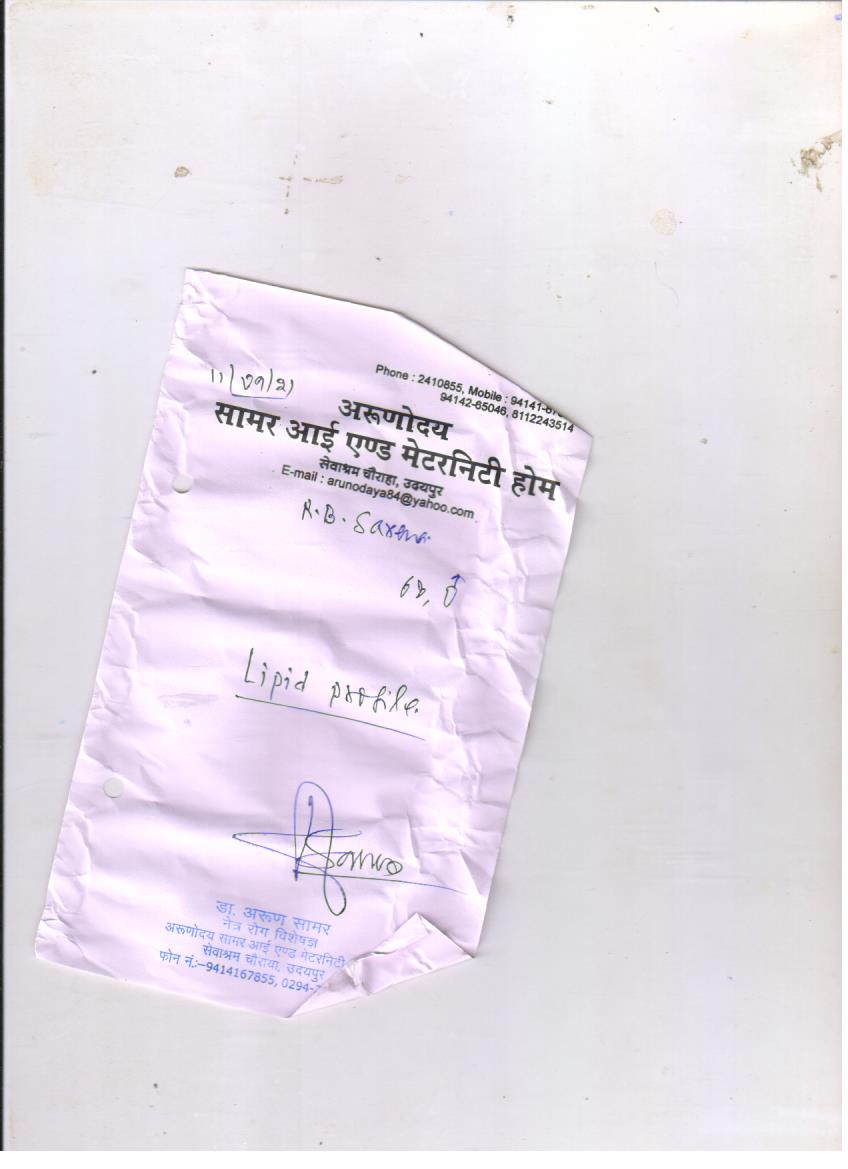 11/09/21
Phone : 2410855, Mobile : 94141-
94142-65046, 8112243514
अरूणोदय
सामर आई एण्ड मेटरनिटी होम
सेवाश्रम चौराहा, उदयपुर
E-mail : arunodaya84@yahoo.com
R.B. Saxena
Lipid profile
डा. अरूण सामर
नेत्र रोग विशेषज्ञ
अरूणोदय सामर आई एण्ड मेटरनिटी
सेवाश्रम चौराया, उदयपुर
फोन नं.:–9414167855, 0294-